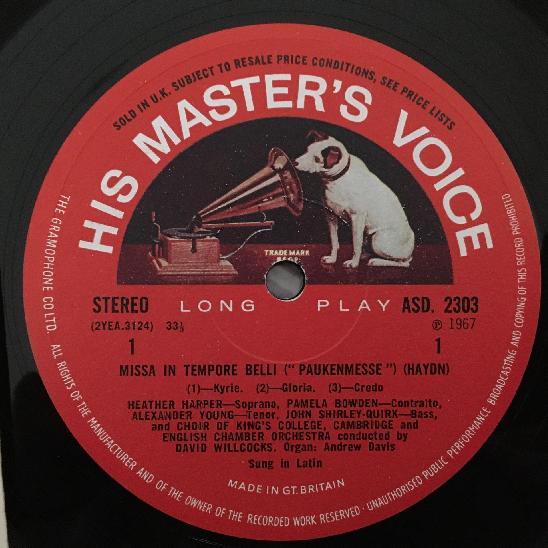 SOLD IN U.K. SUBJECT TO RESALE PRICE CONDITIONS, SEE PRICE LISTS
HIS MASTER'S VOICE
TRADE MARK
STEREO LONG PLAY ASD. 2303
(2YEA.3124) 33⅓ ℗ 1967
1 1
MISSA IN TEMPORE BELLI ("PAUKENMESSE") (HAYDN)
(1)—Kyrie. (2)—Gloria. (3)—Credo
HEATHER HARPER—Soprano, PAMELA BOWDEN—Contralto,
ALEXANDER YOUNG—Tenor, JOHN SHIRLEY-QUIRK—Bass,
and CHOIR OF KING'S COLLEGE, CAMBRIDGE and
ENGLISH CHAMBER ORCHESTRA conducted by
DAVID WILLCOCKS. Organ: Andrew Davis
Sung in Latin
MADE IN GT. BRITAIN
THE GRAMOPHONE CO LTD. ALL RIGHTS OF THE MANUFACTURER AND OF THE OWNER OF THE RECORDED WORK RESERVED · UNAUTHORISED PUBLIC PERFORMANCE BROADCASTING AND COPYING OF THIS RECORD PROHIBITED